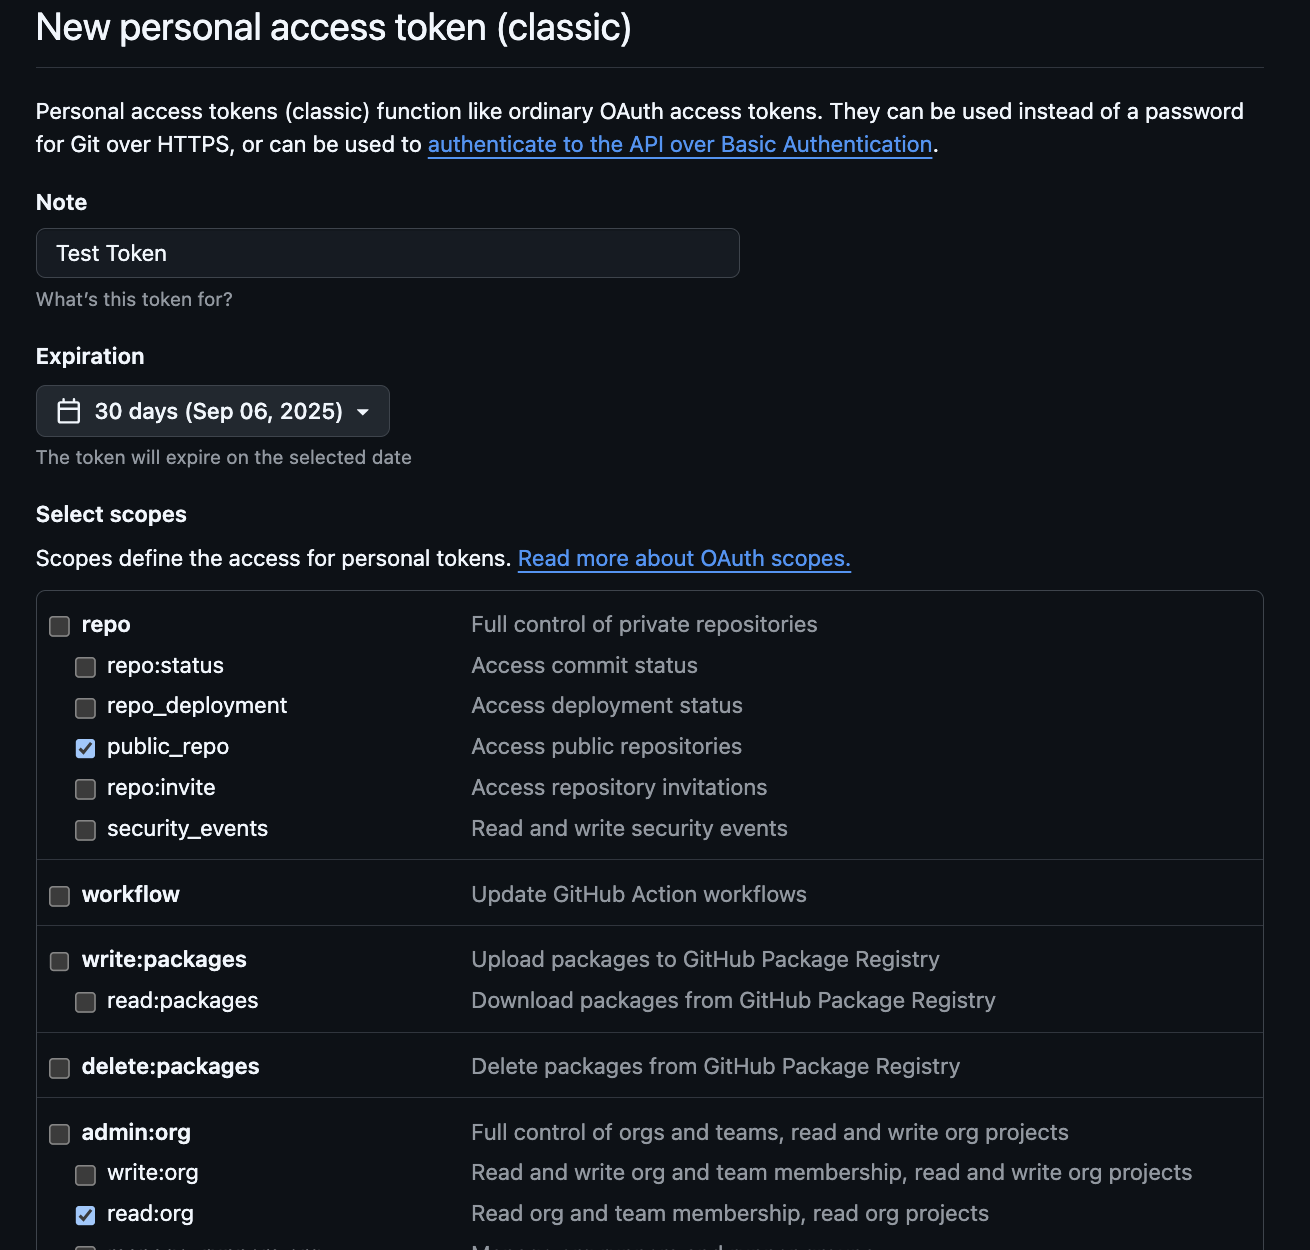 New personal access token (classic)
Personal access tokens (classic) function like ordinary OAuth access tokens. They can be used instead of a password
for Git over HTTPS, or can be used to authenticate to the API over Basic Authentication.
Note
Test Token
What's this token for?
Expiration
30 days (Sep 06, 2025)
The token will expire on the selected date
Select scopes
Scopes define the access for personal tokens. Read more about OAuth scopes.
repo Full control of private repositories
repo:status Access commit status
repo_deployment Access deployment status
public_repo Access public repositories
repo:invite Access repository invitations
security_events Read and write security events
workflow Update GitHub Action workflows
write:packages Upload packages to GitHub Package Registry
read:packages Download packages from GitHub Package Registry
delete:packages Delete packages from GitHub Package Registry
admin:org Full control of orgs and teams, read and write org projects
write:org Read and write org and team membership, read and write org projects
read:org Read org and team membership, read org projects